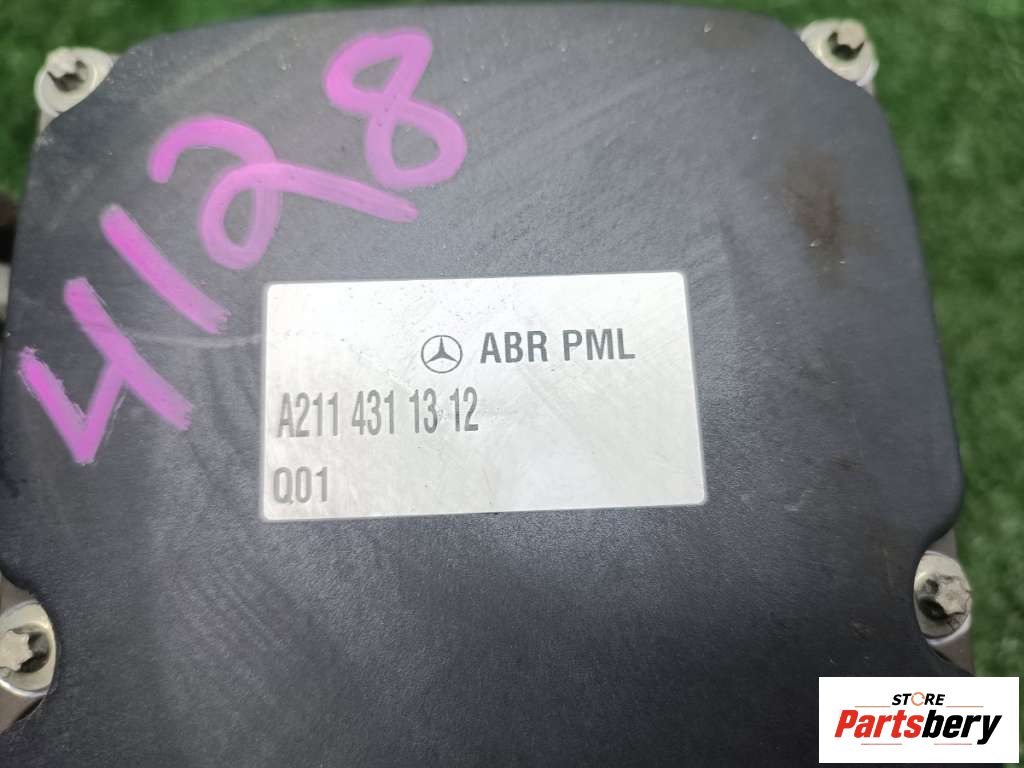 4128
ABR PML
A211 431 13 12
Q01
STORE
Partsbery